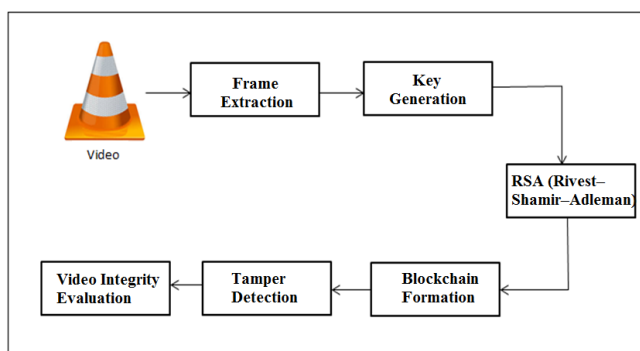 Video
Frame
Extraction
Key
Generation
RSA (Rivest–
Shamir–Adleman)
Blockchain
Formation
Tamper
Detection
Video Integrity
Evaluation